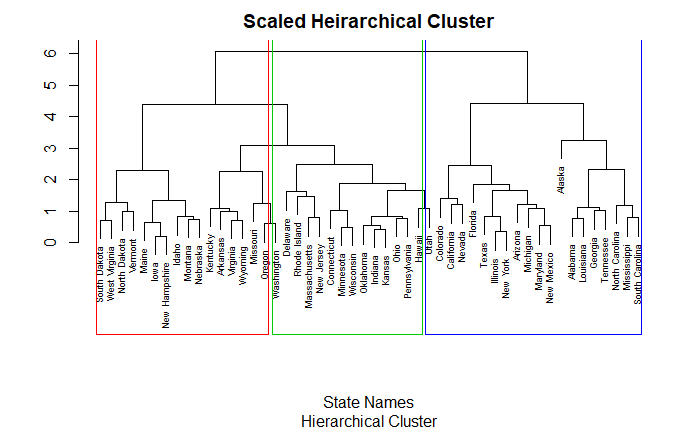 Scaled Heirarchical Cluster
6
5
4
3
2
1
0
South Dakota
West Virginia
North Dakota
Vermont
Maine
Iowa
New Hampshire
Idaho
Montana
Nebraska
Kentucky
Arkansas
Virginia
Wyoming
Missouri
Oregon
Washington
Delaware
Rhode Island
Massachusetts
New Jersey
Connecticut
Minnesota
Wisconsin
Oklahoma
Indiana
Kansas
Ohio
Pennsylvania
Hawaii
Utah
Colorado
California
Nevada
Florida
Texas
Illinois
New York
Arizona
Michigan
Maryland
New Mexico
Alaska
Alabama
Louisiana
Georgia
Tennessee
North Carolina
Mississippi
South Carolina
State Names
Hierarchical Cluster